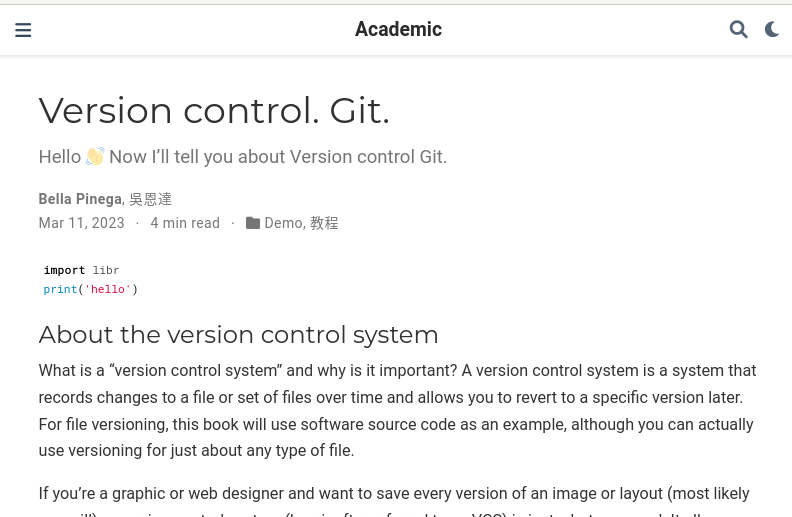 Academic
Version control. Git.
Hello 👋 Now I’ll tell you about Version control Git.
Bella Pinega, 吳恩達
Mar 11, 2023 · 4 min read · Demo, 教程
import libr
print('hello')
About the version control system
What is a “version control system” and why is it important? A version control system is a system that
records changes to a file or set of files over time and allows you to revert to a specific version later.
For file versioning, this book will use software source code as an example, although you can actually
use versioning for just about any type of file.
If you’re a graphic or web designer and want to save every version of an image or layout (most likely